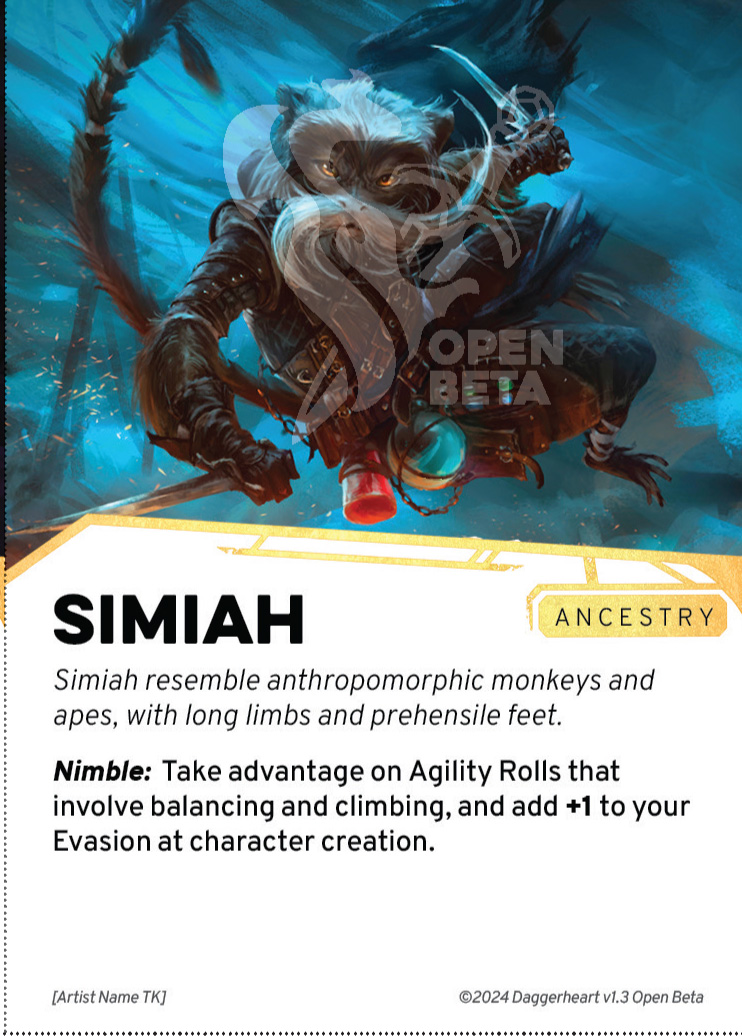 OPEN
BETA
SIMIAH
ANCESTRY
Simiah resemble anthropomorphic monkeys and
apes, with long limbs and prehensile feet.
Nimble: Take advantage on Agility Rolls that
involve balancing and climbing, and add +1 to your
Evasion at character creation.
[Artist Name TK]
©2024 Daggerheart v1.3 Open Beta